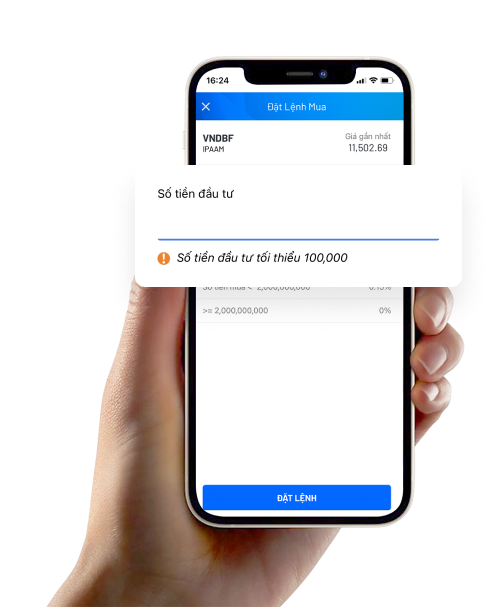 16:24
Đặt Lệnh Mua
VNDBF
Giá gần nhất
IPAAM
11,502.69
Số tiền đầu tư
Số tiền đầu tư tối thiểu 100,000
Số tiền mua < 2,000,000,000 0.15%
>= 2,000,000,000 0%
ĐẶT LỆNH